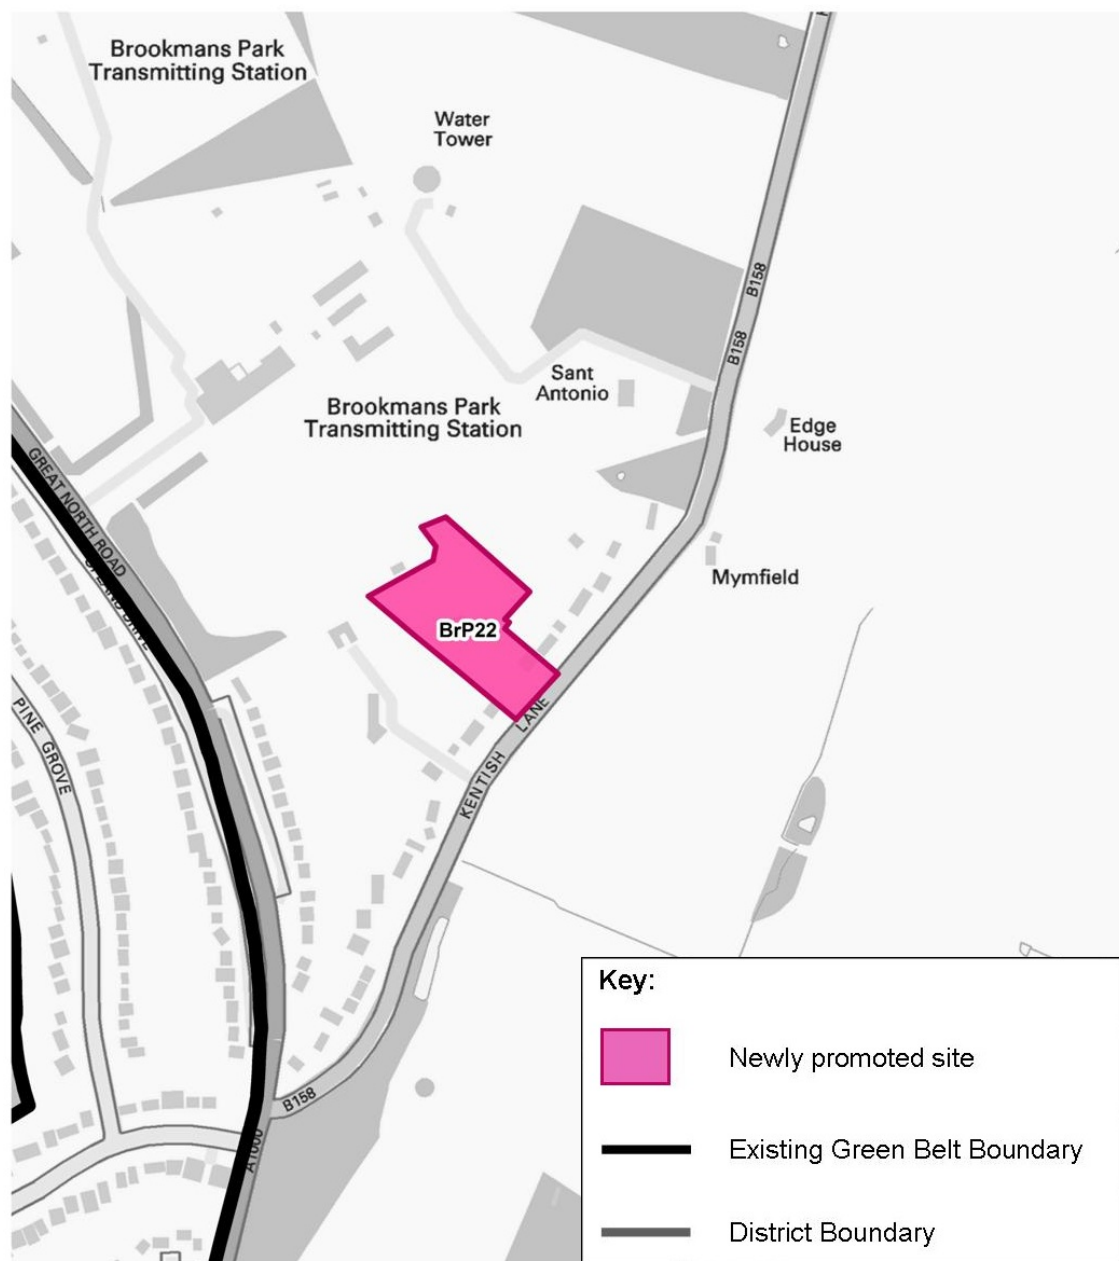 Brookmans Park
Transmitting Station
Water
Tower
B158
B158
Sant
Antonio
Brookmans Park
Transmitting Station
Edge
House
GREAT NORTH ROAD
Mymfield
BrP22
PINE GROVE
KENTISH LANE
B158
A1000
Key:
Newly promoted site
Existing Green Belt Boundary
District Boundary